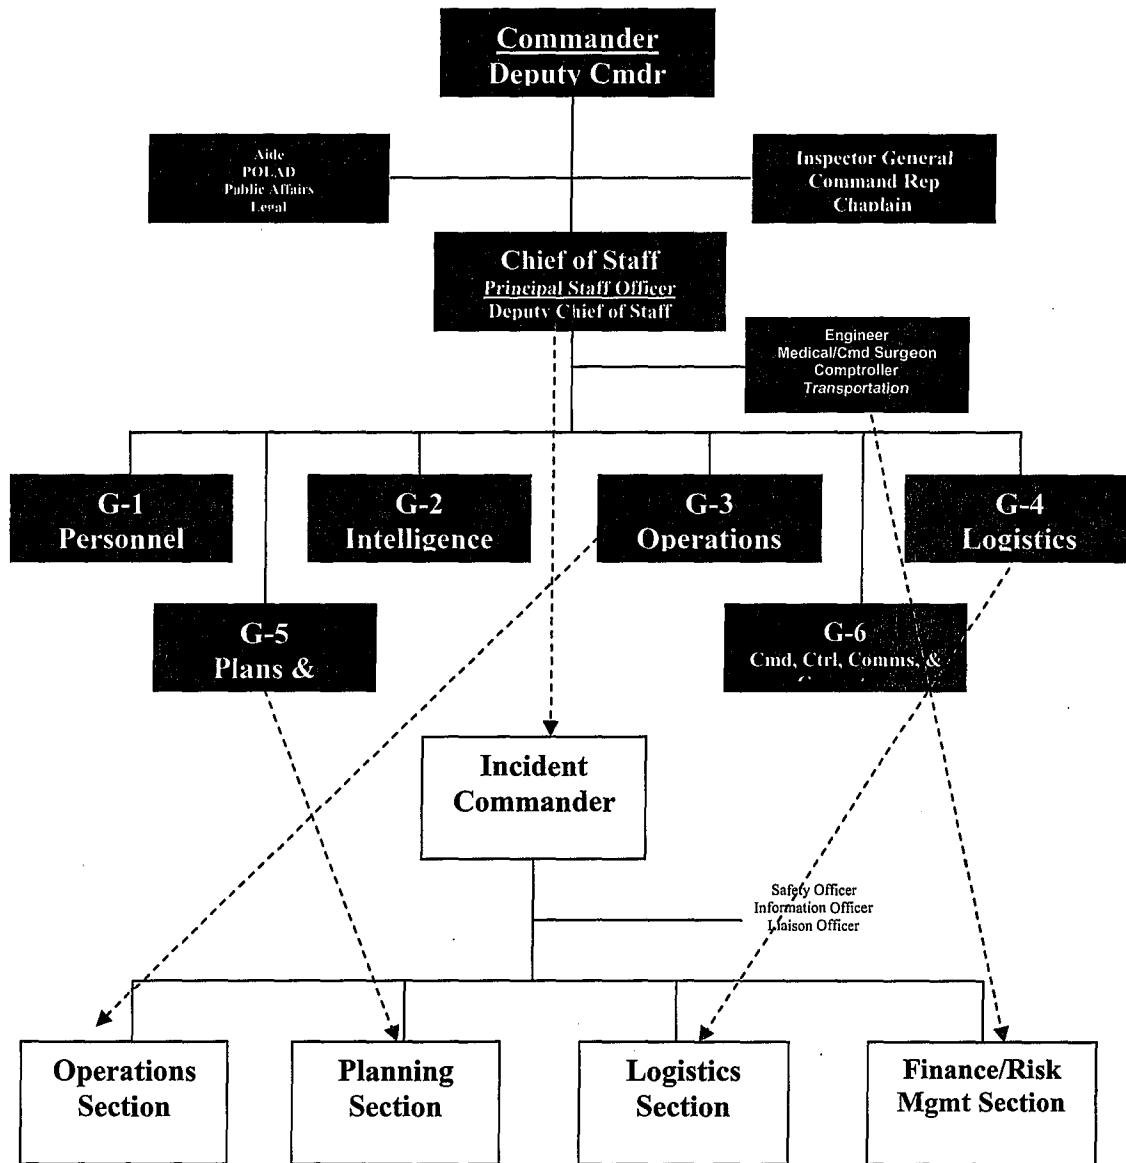 Commander
Deputy Cmdr
Aide
POLAD
Public Affairs
Legal
Inspector General
Command Rep
Chaplain
Chief of Staff
Principal Staff Officer
Deputy Chief of Staff
Engineer
Medical/Cmd Surgeon
Comptroller
Transportation
G-1
Personnel
G-2
Intelligence
G-3
Operations
G-4
Logistics
G-5
Plans &
G-6
Cmd, Ctrl, Comms, &
Incident
Commander
Safety Officer
Information Officer
Liaison Officer
Operations
Section
Planning
Section
Logistics
Section
Finance/Risk
Mgmt Section